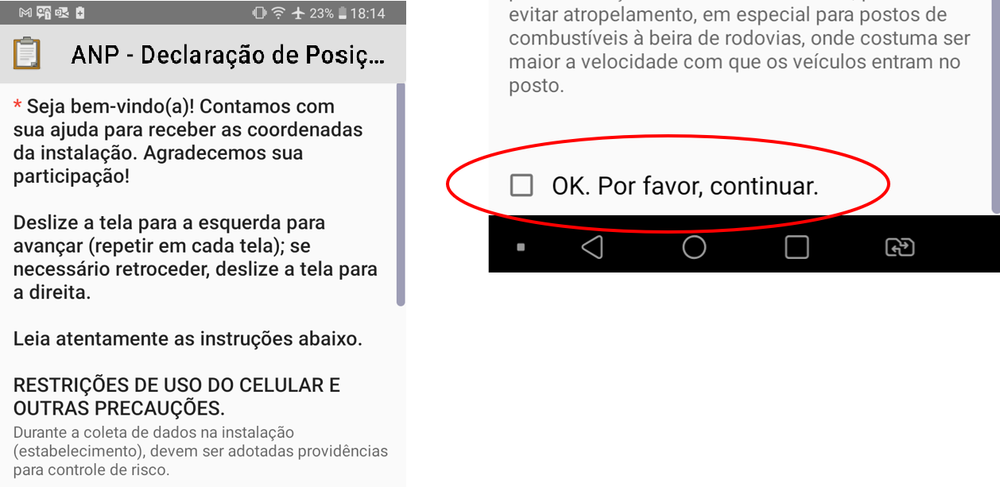 23% 18:14
ANP - Declaração de Posiç...
* Seja bem-vindo(a)! Contamos com
sua ajuda para receber as coordenadas
da instalação. Agradecemos sua
participação!
Deslize a tela para a esquerda para
avançar (repetir em cada tela); se
necessário retroceder, deslize a tela para
a direita.
Leia atentamente as instruções abaixo.
RESTRIÇÕES DE USO DO CELULAR E
OUTRAS PRECAUÇÕES.
Durante a coleta de dados na instalação
(estabelecimento), devem ser adotadas providências
para controle de risco.
evitar atropelamento, em especial para postos de
combustíveis à beira de rodovias, onde costuma ser
maior a velocidade com que os veículos entram no
posto.
OK. Por favor, continuar.